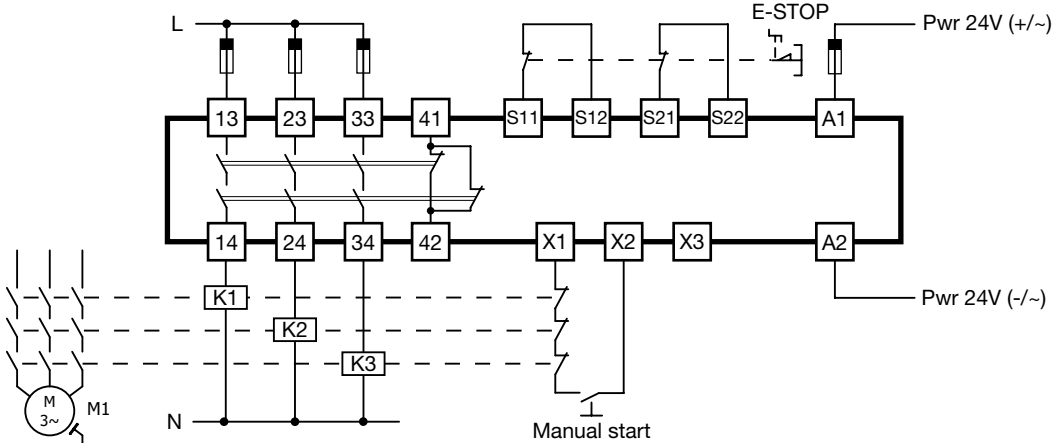 E-STOP
L
Pwr 24V (+/~)
13 23 33 41 S11 S12 S21 S22 A1
14 24 34 42 X1 X2 X3 A2
K1
Pwr 24V (-/~)
K2
K3
M
3~
M1
N
Manual start